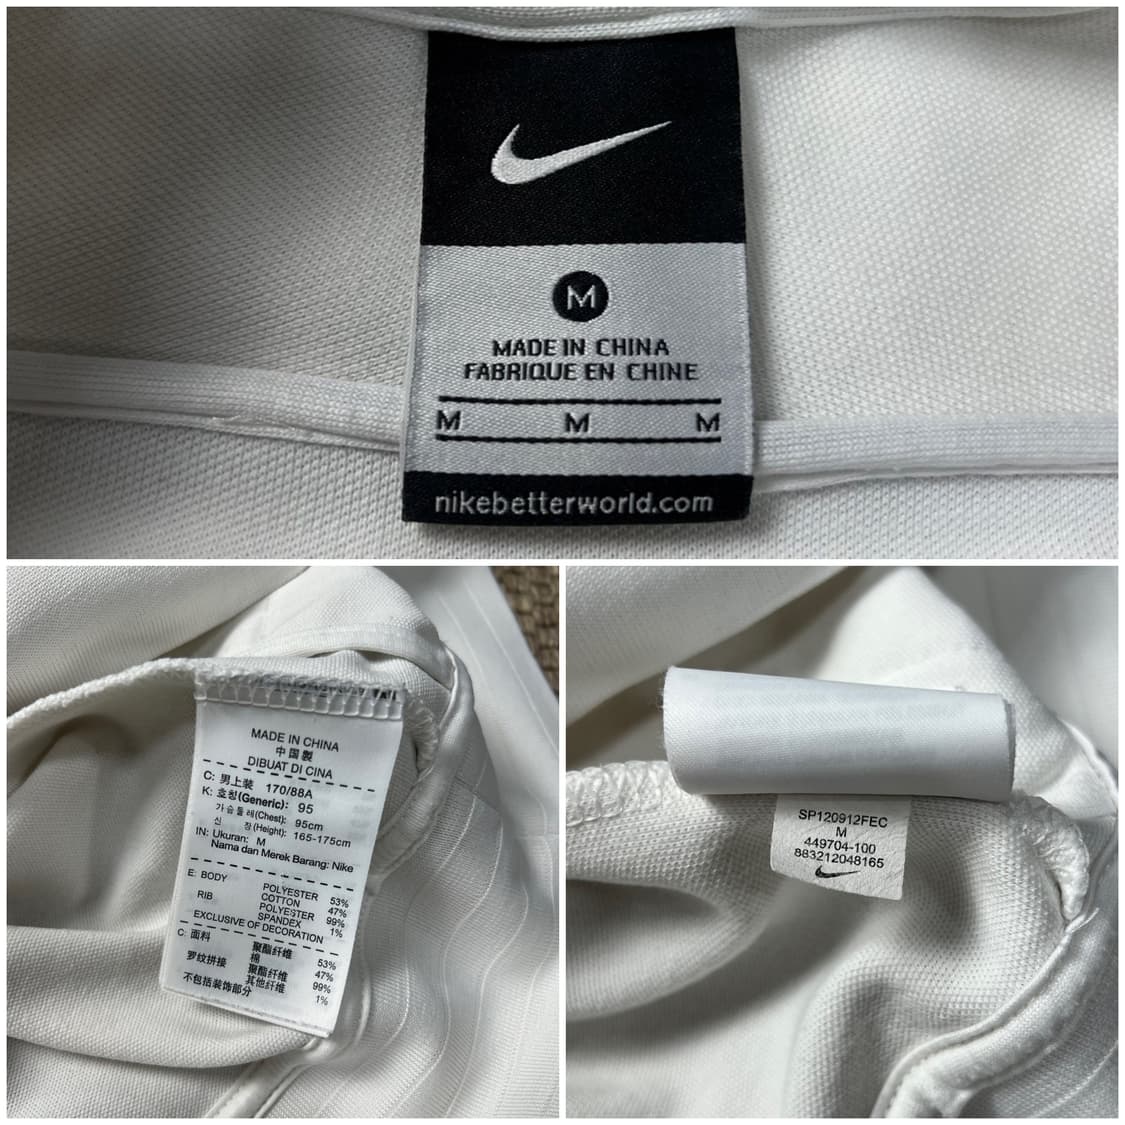 M
MADE IN CHINA
FABRIQUE EN CHINE
M M M
nikebetterworld.com
MADE IN CHINA
中国製
DIBUAT DI CINA
C: 男上装 170/88A
K: 호칭(Generic): 95
가슴둘레(Chest): 95cm
신 장(Height): 165-175cm
IN: Ukuran: M
Nama dan Merek Barang: Nike
E: BODY POLYESTER 53%
COTTON 47%
RIB POLYESTER 99%
SPANDEX 1%
EXCLUSIVE OF DECORATION
C: 面料 聚酯纤维 53%
棉 47%
罗纹拼接 聚酯纤维 99%
其他纤维 1%
不包括装饰部分
SP120912FEC
M
449704-100
883212048165